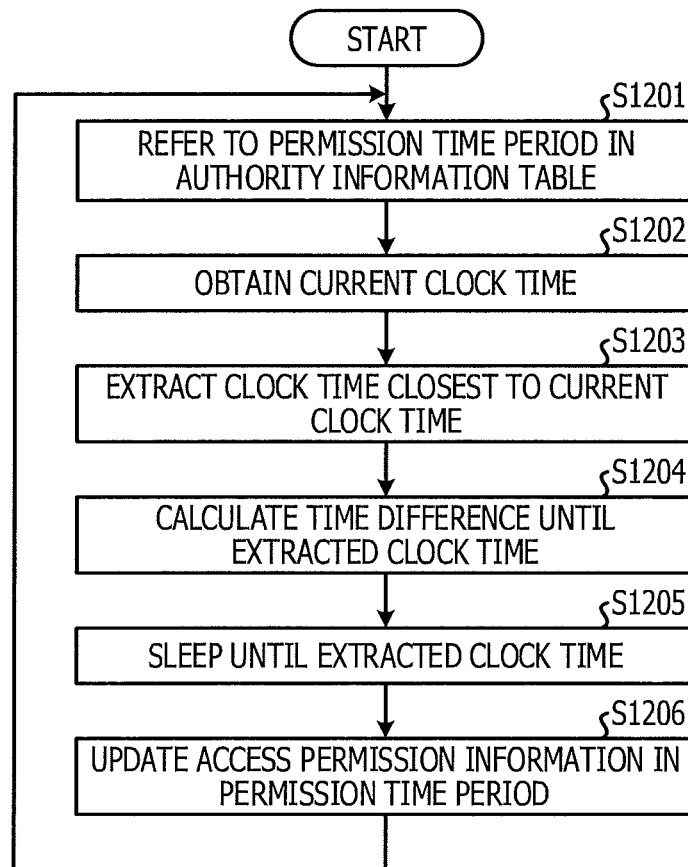 START
S1201
REFER TO PERMISSION TIME PERIOD IN
AUTHORITY INFORMATION TABLE
S1202
OBTAIN CURRENT CLOCK TIME
S1203
EXTRACT CLOCK TIME CLOSEST TO CURRENT
CLOCK TIME
S1204
CALCULATE TIME DIFFERENCE UNTIL
EXTRACTED CLOCK TIME
S1205
SLEEP UNTIL EXTRACTED CLOCK TIME
S1206
UPDATE ACCESS PERMISSION INFORMATION IN
PERMISSION TIME PERIOD